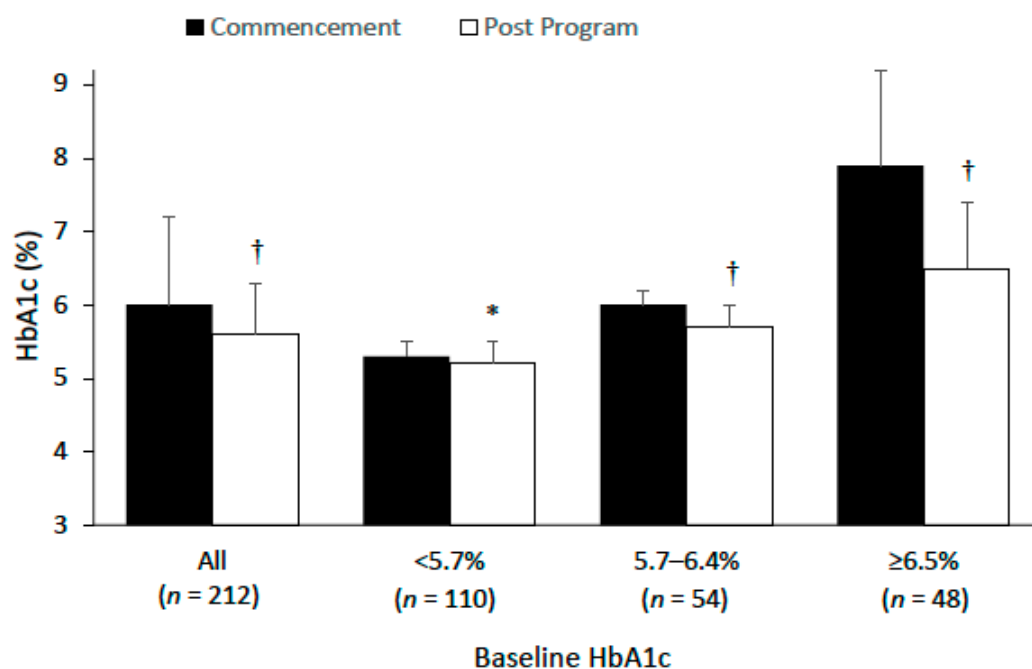 Commencement Post Program
9
8
7
6
5
4
3
HbA1c (%)
† * † †
All <5.7% 5.7–6.4% ≥6.5%
(n = 212) (n = 110) (n = 54) (n = 48)
Baseline HbA1c